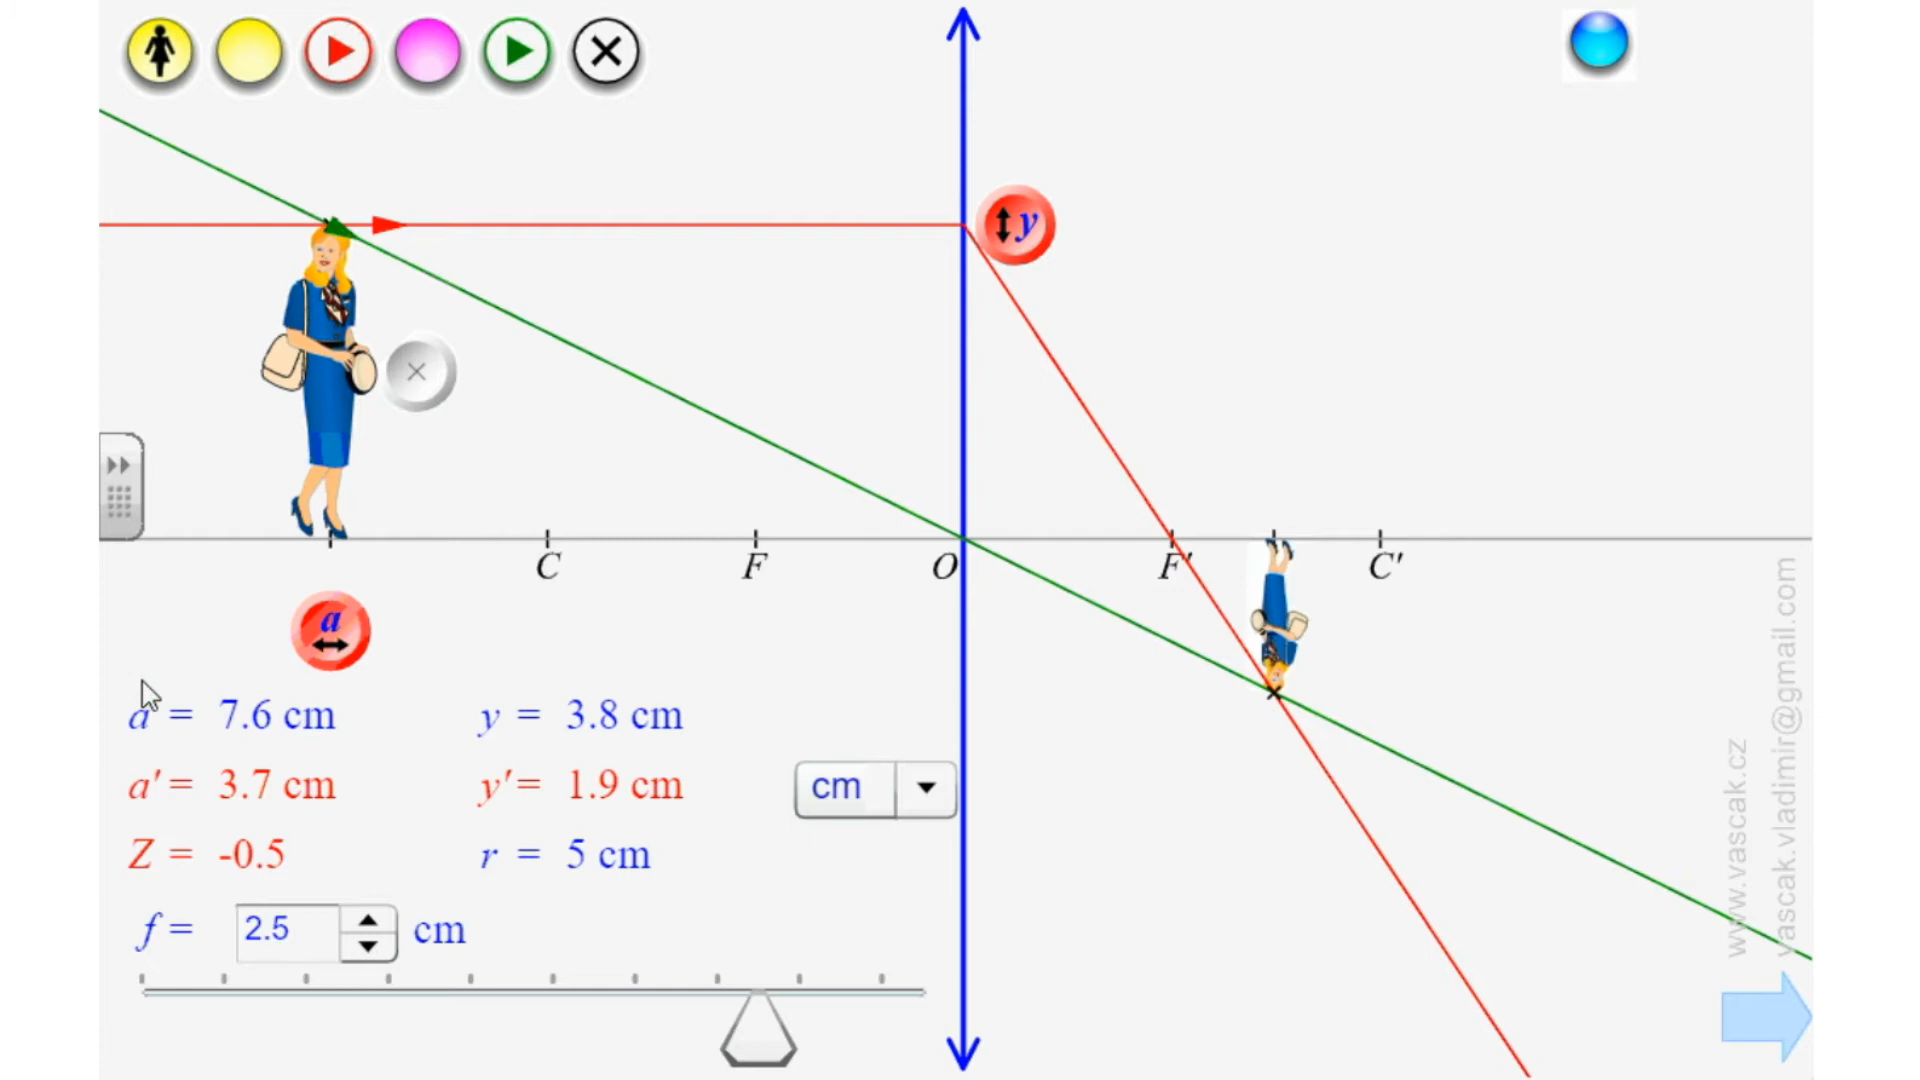 y
C F O F' C'
a
a = 7.6 cm y = 3.8 cm
a' = 3.7 cm y' = 1.9 cm
cm
Z = -0.5 r = 5 cm
f = 2.5 cm
www.vascak.cz
vascak.vladimir@gmail.com